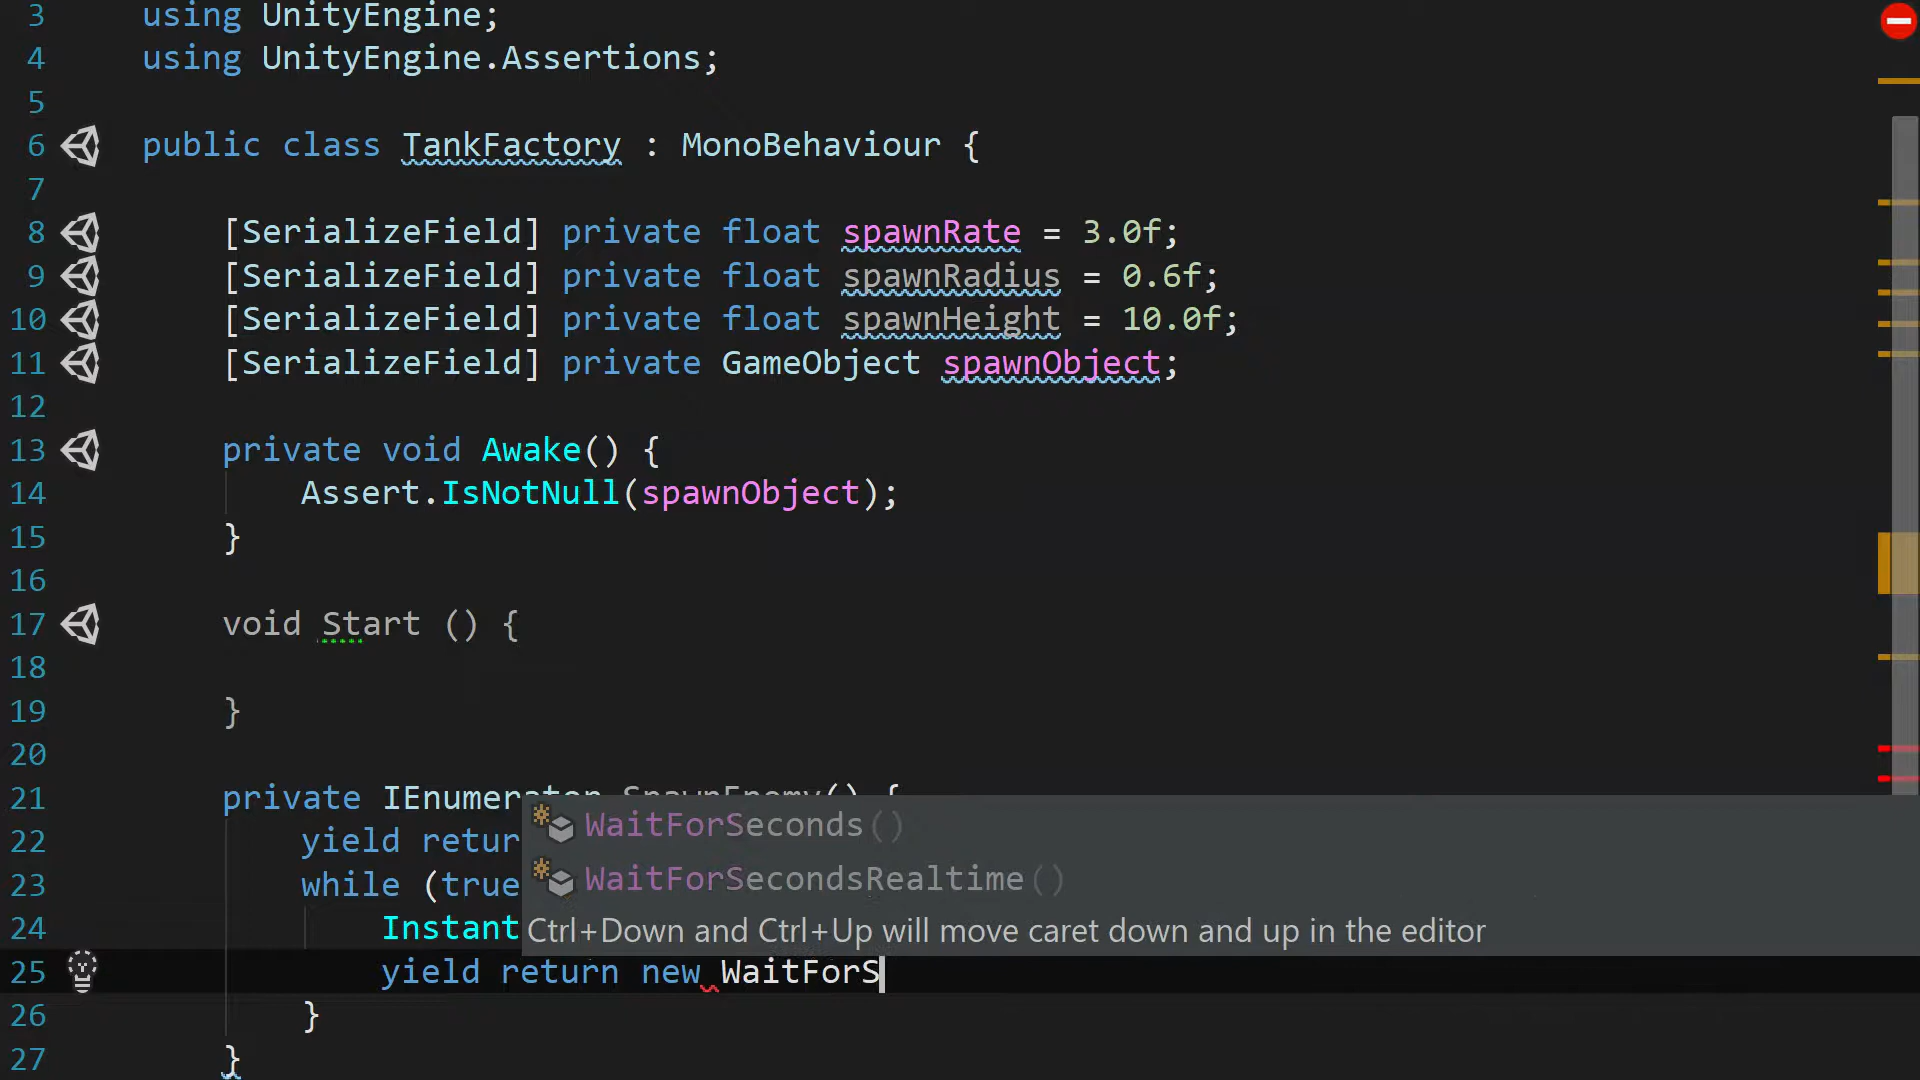 3 using UnityEngine;
4 using UnityEngine.Assertions;
5
6 public class TankFactory : MonoBehaviour {
7
8 [SerializeField] private float spawnRate = 3.0f;
9 [SerializeField] private float spawnRadius = 0.6f;
10 [SerializeField] private float spawnHeight = 10.0f;
11 [SerializeField] private GameObject spawnObject;
12
13 private void Awake() {
14 Assert.IsNotNull(spawnObject);
15 }
16
17 void Start () {
18
19 }
20
21 private IEnumerator SpawnEnemy() {
WaitForSeconds()
22 yield retur
WaitForSecondsRealtime()
23 while (true
24 Instant
Ctrl+Down and Ctrl+Up will move caret down and up in the editor
25 yield return new WaitForS
26 }
27 }